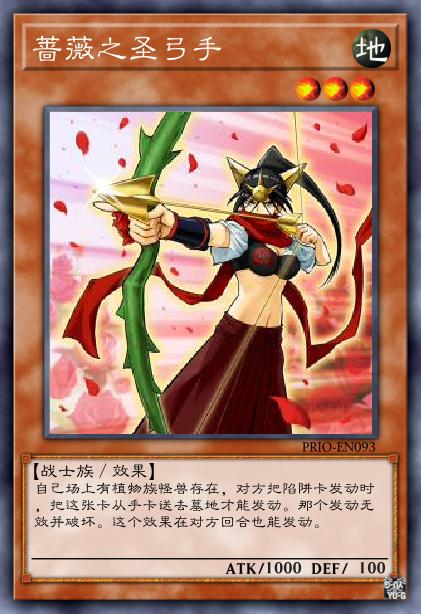 蔷薇之圣弓手
地
PRIO-EN093
【战士族/效果】
自己场上有植物族怪兽存在，对方把陷阱卡发动时
，把这张卡从手卡送去墓地才能发动。那个发动无
效并破坏。这个效果在对方回合也能发动。
ATK/1000 DEF/ 100